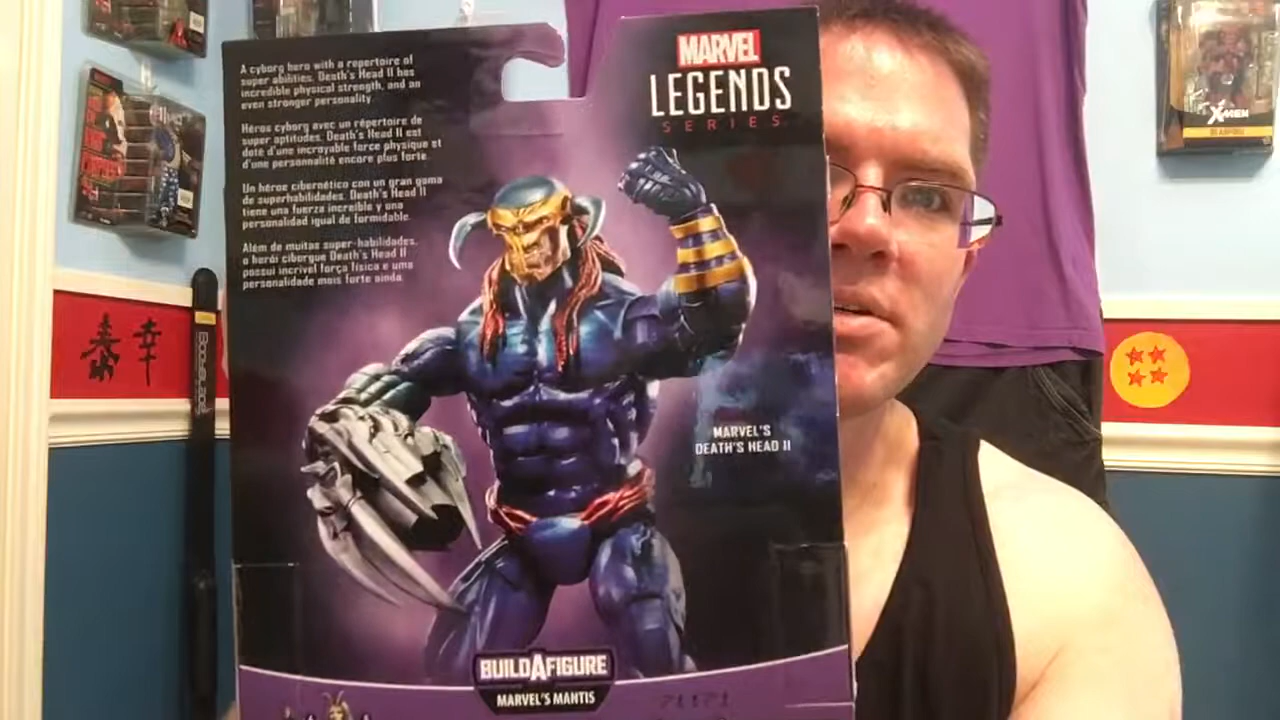 A cyborg hero with a repertoire of
super abilities, Death's Head II has
incredible physical strength, and an
even stronger personality.
Héros cyborg avec un répertoire de
super aptitudes, Death's Head II est
doté d'une incroyable force physique et
d'une personnalité encore plus forte.
Un héroe cibernético con un gran gama
de superhabilidades, Death's Head II
tiene una fuerza increíble y una
personalidad igual de formidable.
Além de muitas super-habilidades,
o herói ciborgue Death's Head II
possui incrível força física e uma
personalidade mais forte ainda.
MARVEL
LEGENDS
SERIES
MARVEL'S
DEATH'S HEAD II
BUILDAFIGURE
MARVEL'S MANTIS
X-MEN